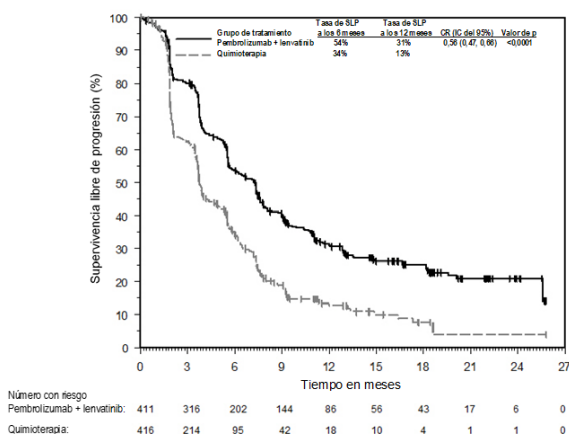 Grupo de tratamiento Tasa de SLP a los 6 meses Tasa de SLP a los 12 meses CR (IC del 95%) Valor de p
Pembrolizumab + lenvatinib 54% 31% 0,56 (0,47, 0,66) <0,0001
Quimioterapia 34% 13%
Supervivencia libre de progresión (%)
100
90
80
70
60
50
40
30
20
10
0
0 3 6 9 12 15 18 21 24 27
Tiempo en meses
Número con riesgo
Pembrolizumab + lenvatinib: 411 316 202 144 86 56 43 17 6 0
Quimioterapia: 416 214 95 42 18 10 4 1 1 0